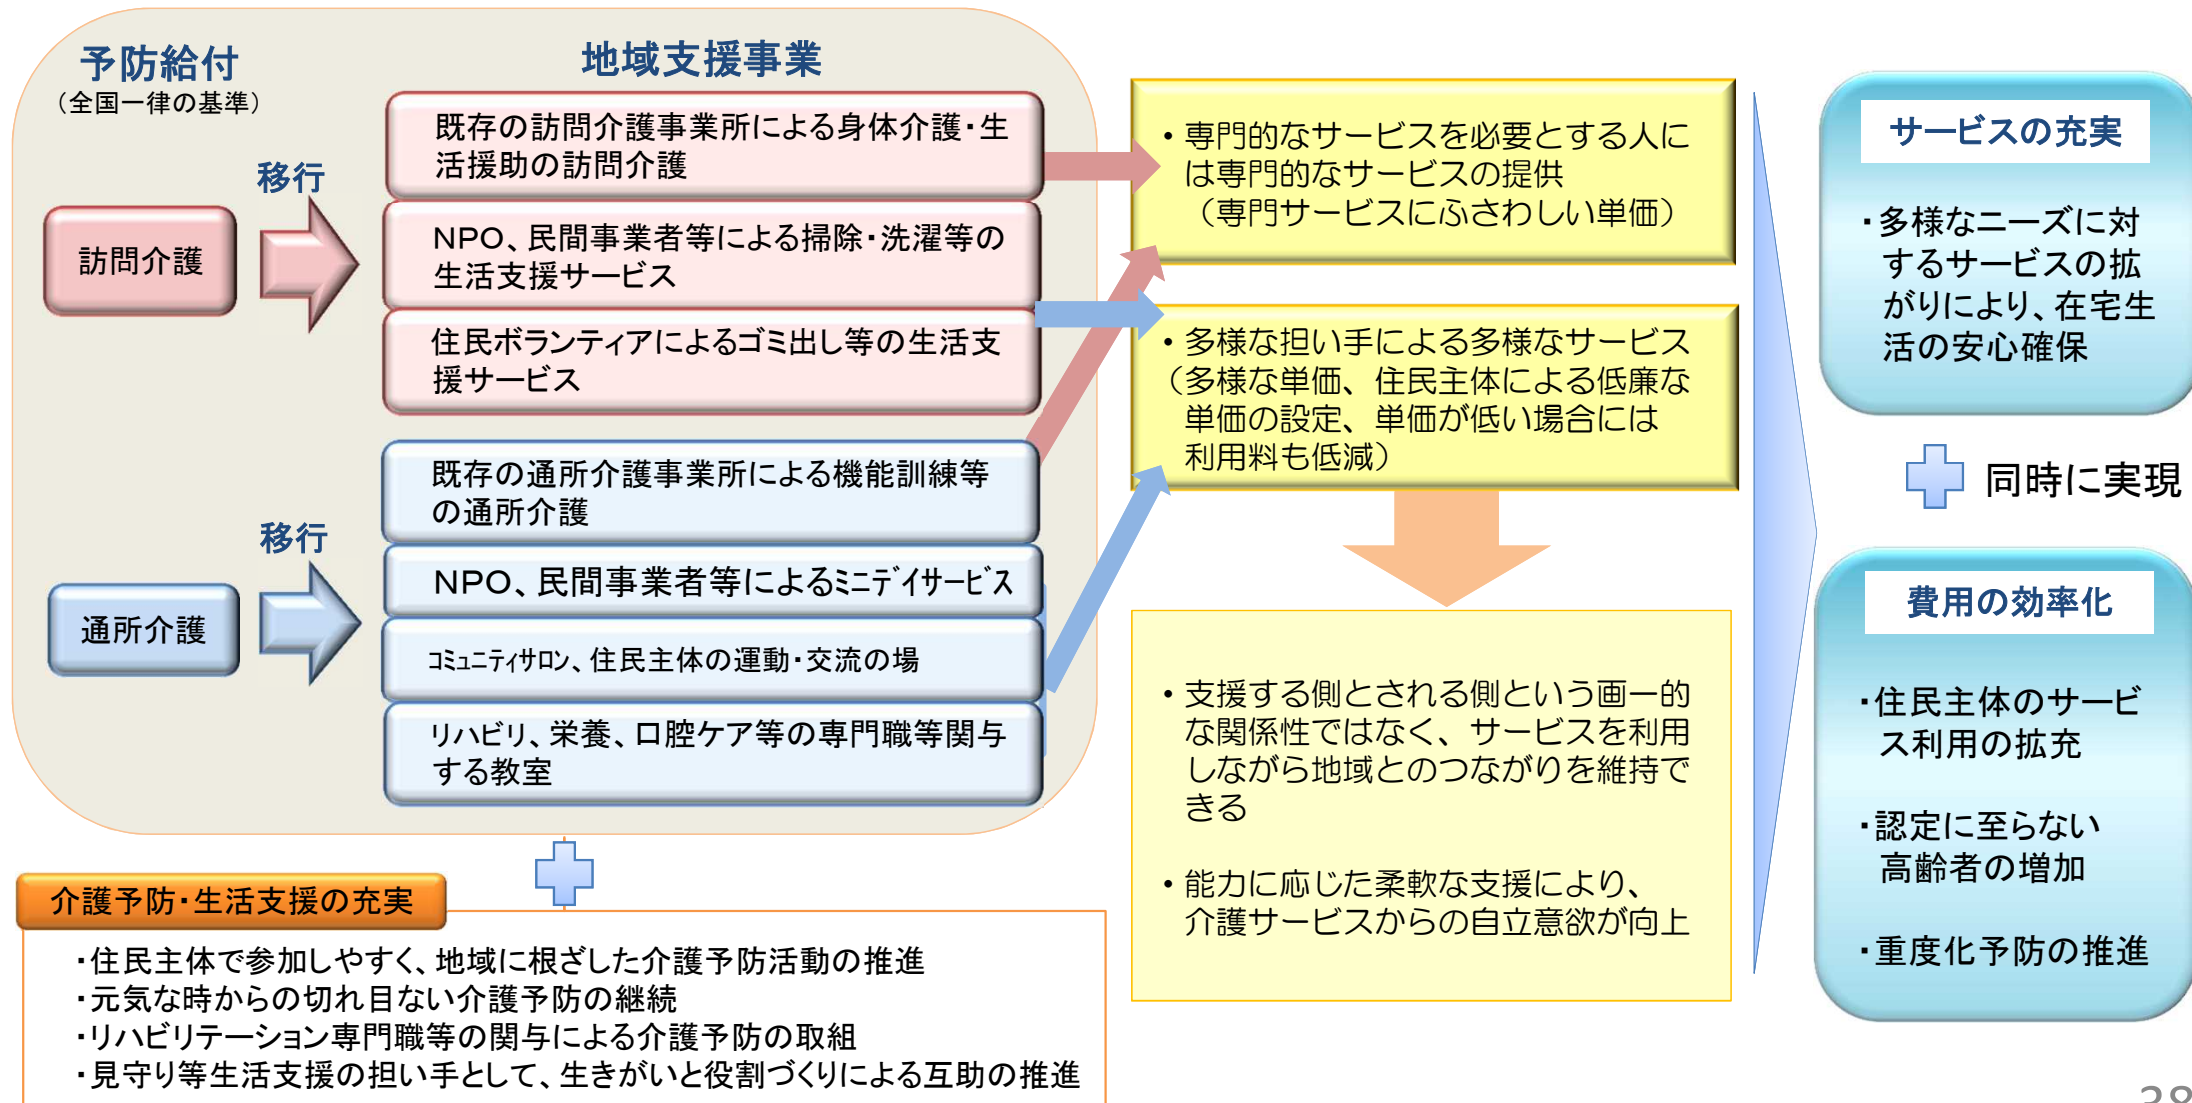 予防給付
（全国一律の基準）
地域支援事業
移行
訪問介護
既存の訪問介護事業所による身体介護・生
活援助の訪問介護
NPO、民間事業者等による掃除・洗濯等の
生活支援サービス
住民ボランティアによるゴミ出し等の生活支
援サービス
移行
通所介護
既存の通所介護事業所による機能訓練等
の通所介護
NPO、民間事業者等によるﾐﾆﾃﾞｲｻｰﾋﾞｽ
ｺﾐｭﾆﾃｨｻﾛﾝ、住民主体の運動・交流の場
リハビリ、栄養、口腔ケア等の専門職等関与
する教室
介護予防・生活支援の充実
・住民主体で参加しやすく、地域に根ざした介護予防活動の推進
・元気な時からの切れ目ない介護予防の継続
・リハビリテーション専門職等の関与による介護予防の取組
・見守り等生活支援の担い手として、生きがいと役割づくりによる互助の推進
・専門的なサービスを必要とする人に
は専門的なサービスの提供
（専門サービスにふさわしい単価）
・多様な担い手による多様なサービス
（多様な単価、住民主体による低廉な
単価の設定、単価が低い場合には
利用料も低減）
・支援する側とされる側という画一的
な関係性ではなく、サービスを利用
しながら地域とのつながりを維持で
きる
・能力に応じた柔軟な支援により、
介護サービスからの自立意欲が向上
サービスの充実
・多様なニーズに対
するサービスの拡
がりにより、在宅生
活の安心確保
同時に実現
費用の効率化
・住民主体のサービ
ス利用の拡充
・認定に至らない
高齢者の増加
・重度化予防の推進
38